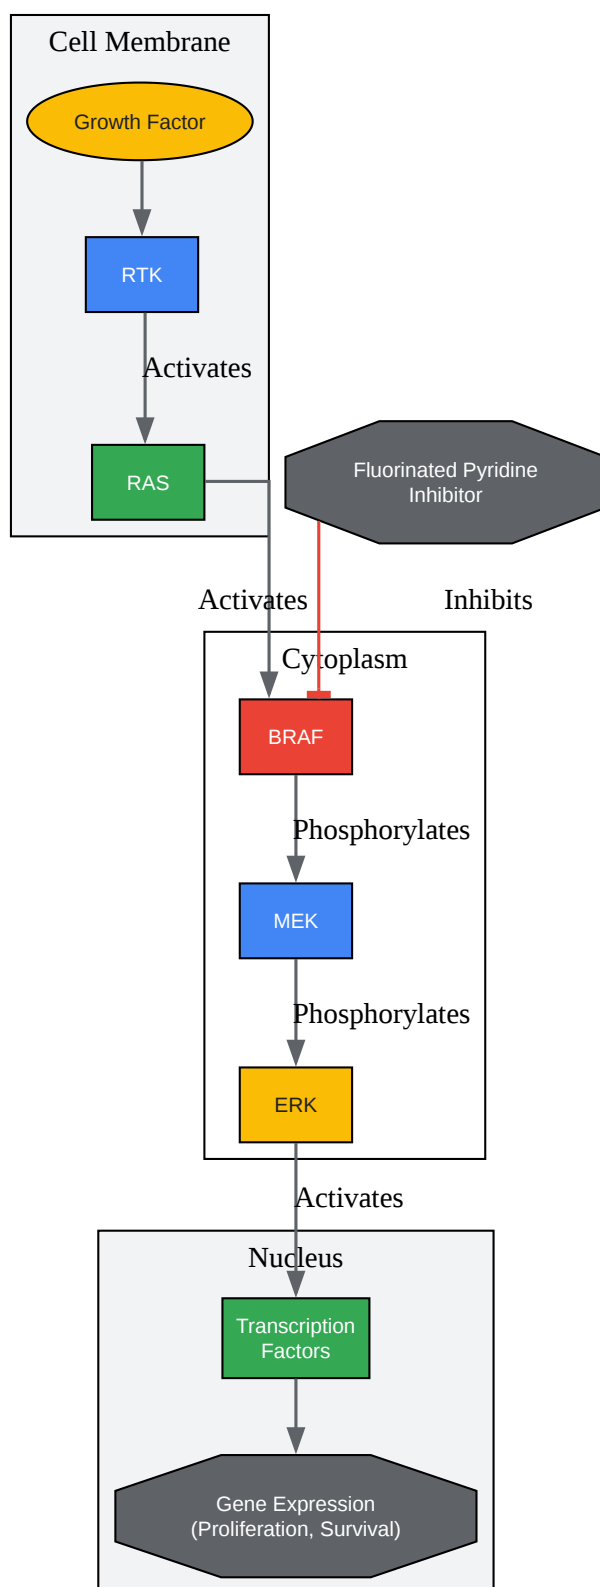 Cell Membrane
Growth Factor
RTK
Activates
RAS
Fluorinated Pyridine
Inhibitor
Activates
Inhibits
Cytoplasm
BRAF
Phosphorylates
MEK
Phosphorylates
ERK
Activates
Nucleus
Transcription
Factors
Gene Expression
(Proliferation, Survival)